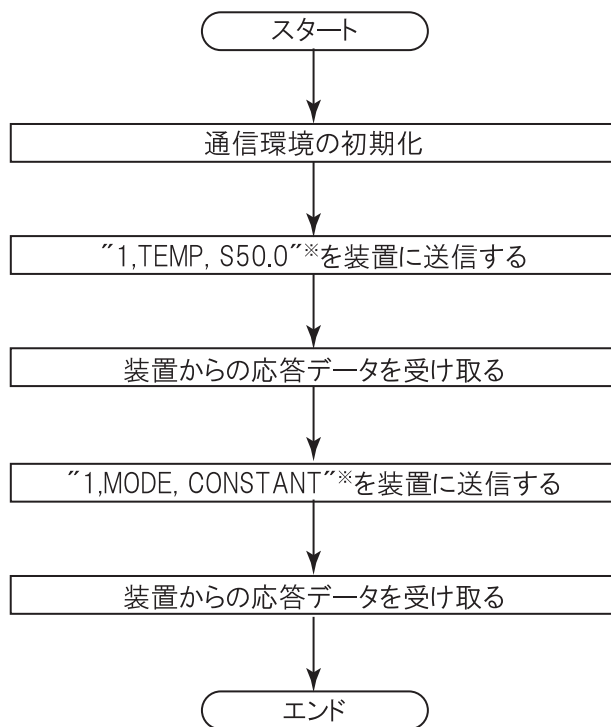 スタート
通信環境の初期化
″1,TEMP, S50.0″※を装置に送信する
装置からの応答データを受け取る
″1,MODE, CONSTANT″※を装置に送信する
装置からの応答データを受け取る
エンド